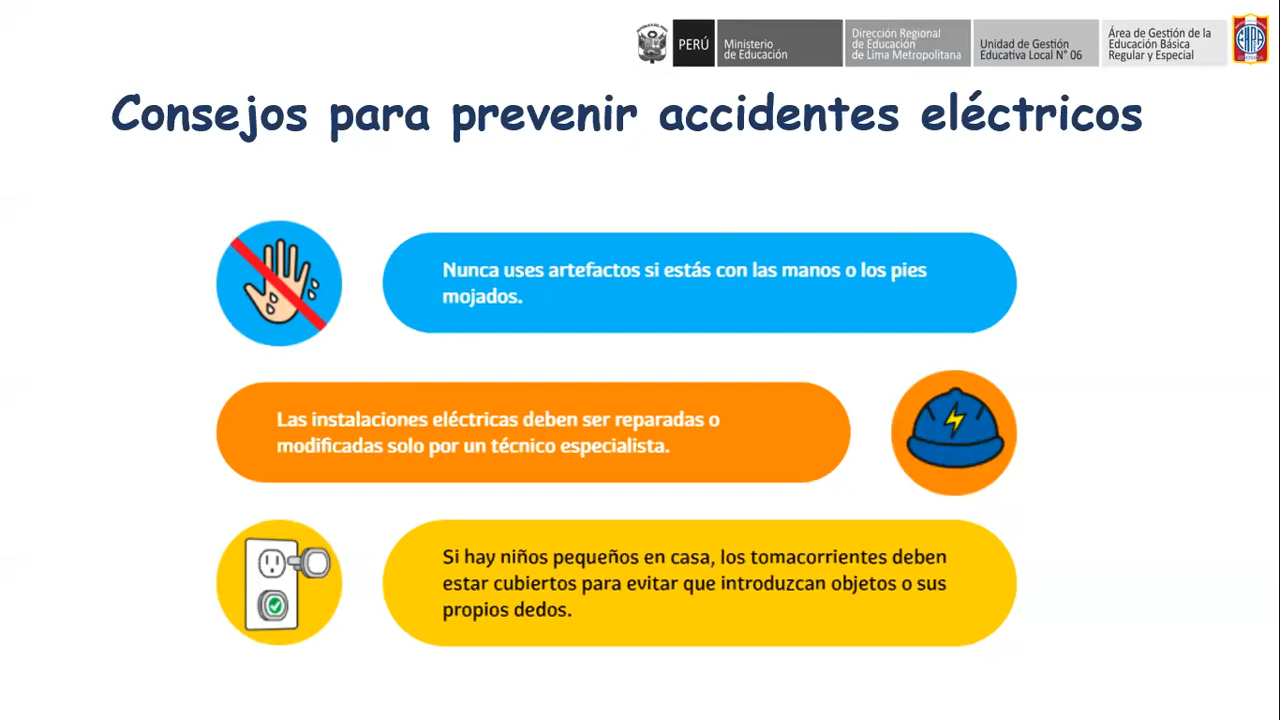 PERÚ
Ministerio
de Educación
Dirección Regional
de Educación
de Lima Metropolitana
Unidad de Gestión
Educativa Local N° 06
Área de Gestión de la
Educación Básica
Regular y Especial
Consejos para prevenir accidentes eléctricos
Nunca uses artefactos si estás con las manos o los pies
mojados.
Las instalaciones eléctricas deben ser reparadas o
modificadas solo por un técnico especialista.
Si hay niños pequeños en casa, los tomacorrientes deben
estar cubiertos para evitar que introduzcan objetos o sus
propios dedos.